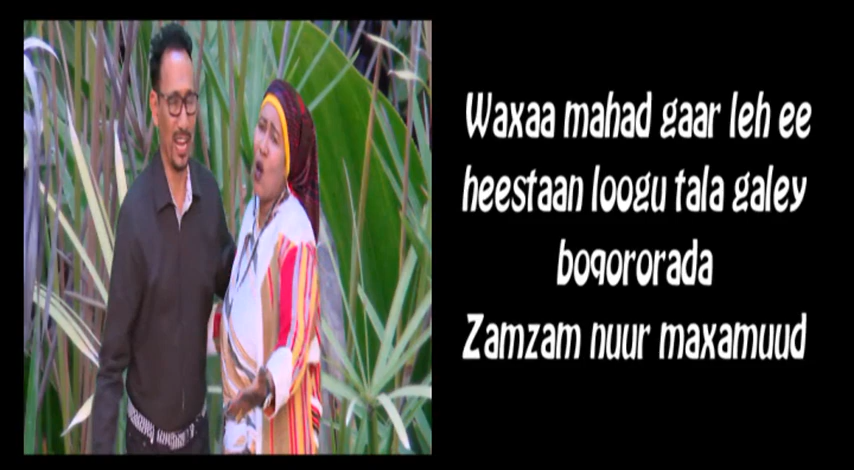 Waxaa mahad gaar leh ee
heestaan loogu tala galey
boqororada
Zamzam nuur maxamuud